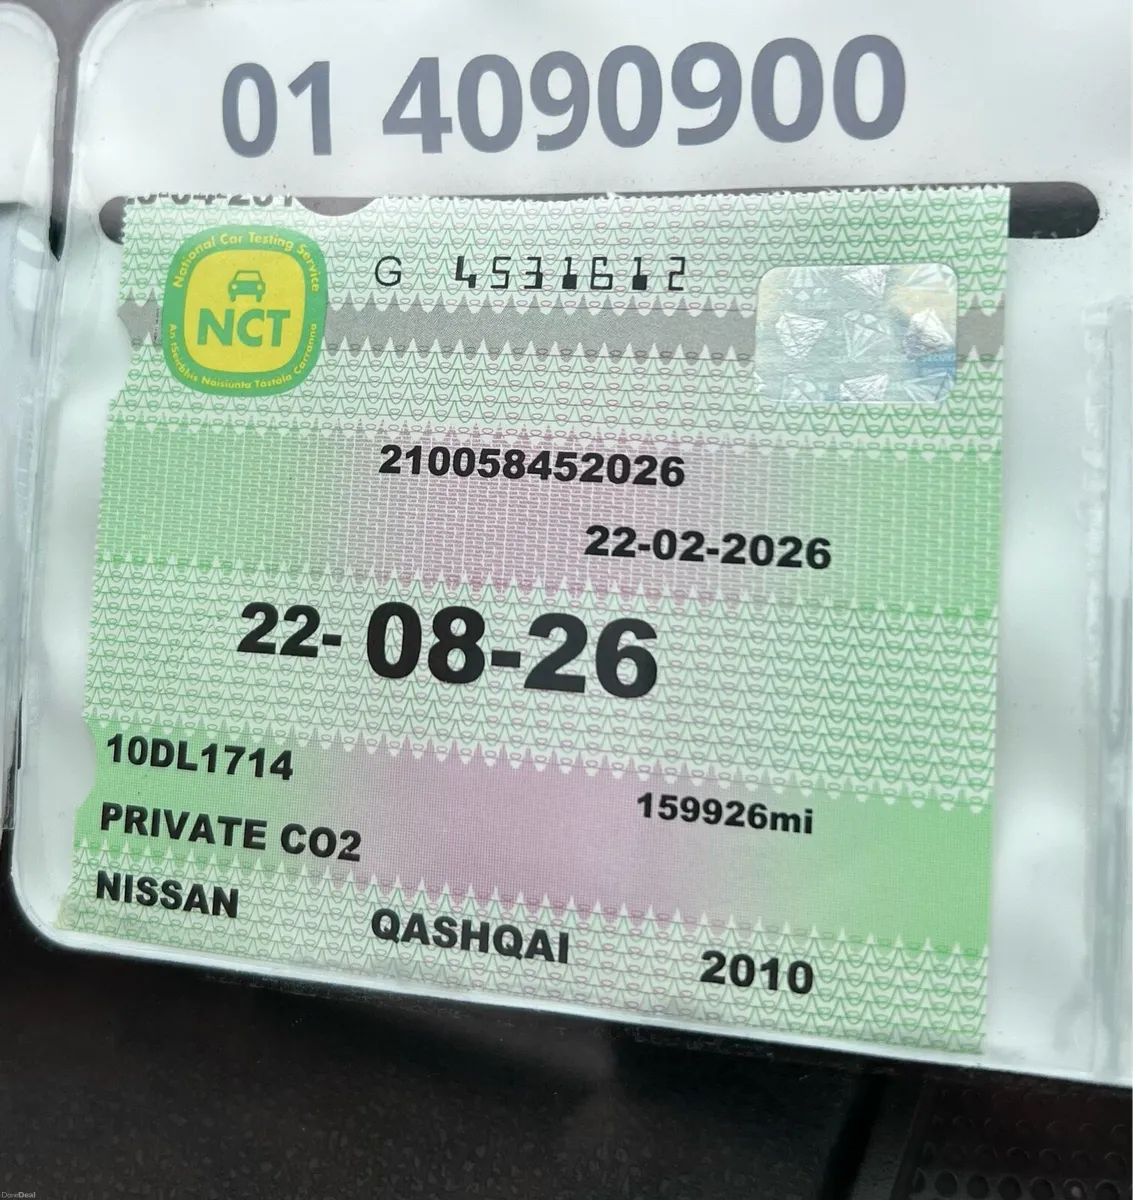 01 4090900
National Car Testing Service
NCT
An tSeirbhís Náisiúnta Tástála Carranna
G 4531612
210058452026
22-02-2026
22-08-26
10DL1714
159926mi
PRIVATE CO2
NISSAN QASHQAI 2010
DoneDeal